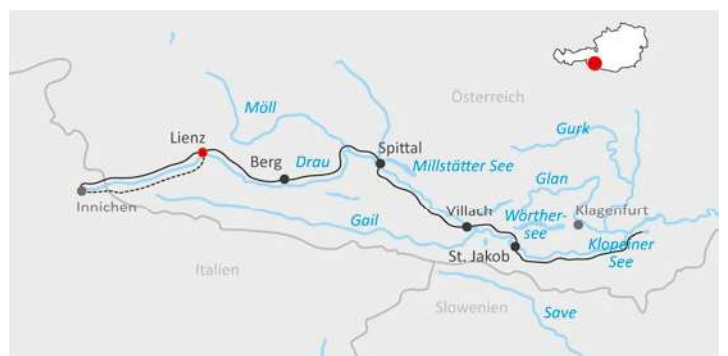 Möll
Österreich
Gurk
Lienz
Berg
Drau
Spittal
Millstätter See
Glan
Innichen
Gail
Villach
Wörther-
see
Klagenfurt
St. Jakob
Klopeiner
See
Italien
Slowenien
Save